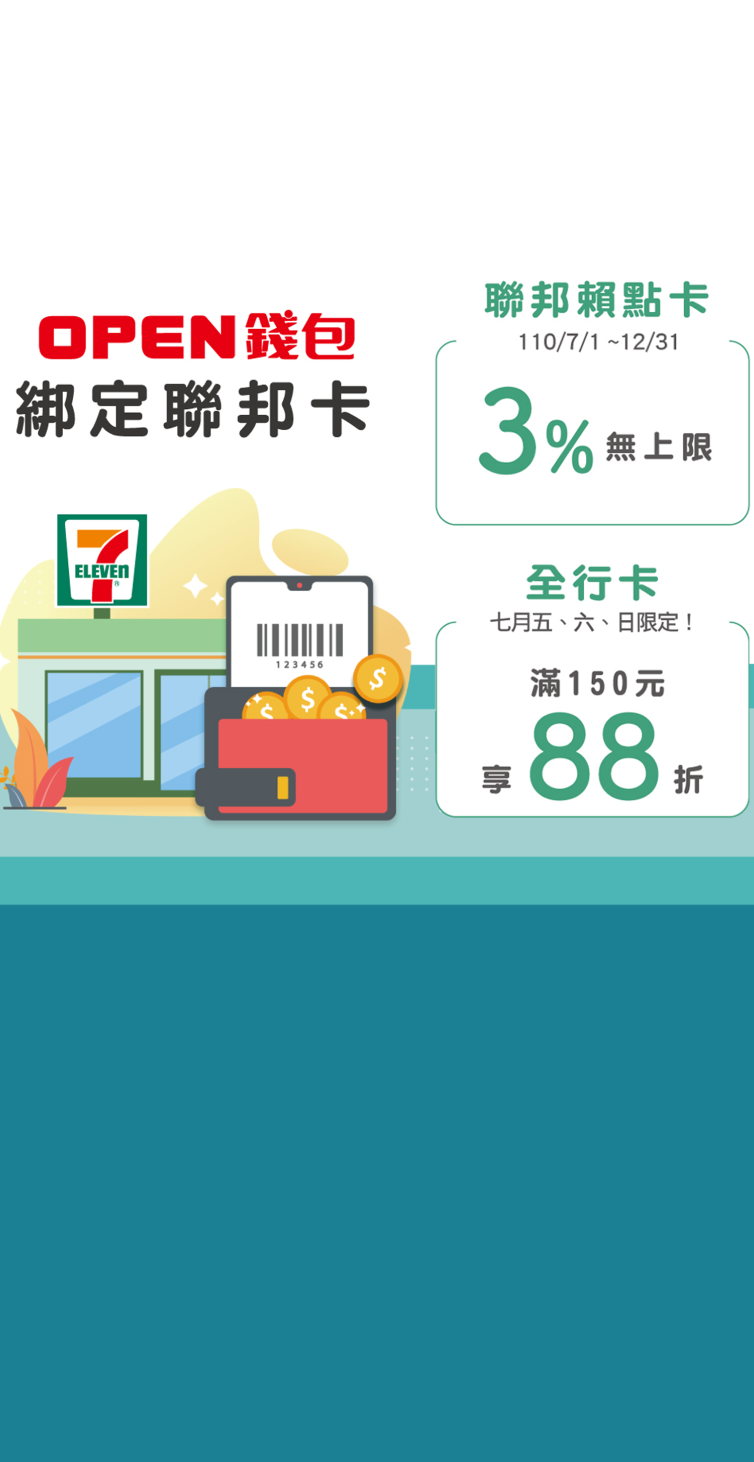 OPEN錢包
綁定聯邦卡
7
ELEVEN
®
123456
$
$
$
$
聯邦賴點卡
110/7/1 ~12/31
3% 無上限
全行卡
七月五、六、日限定！
滿150元
享 88 折